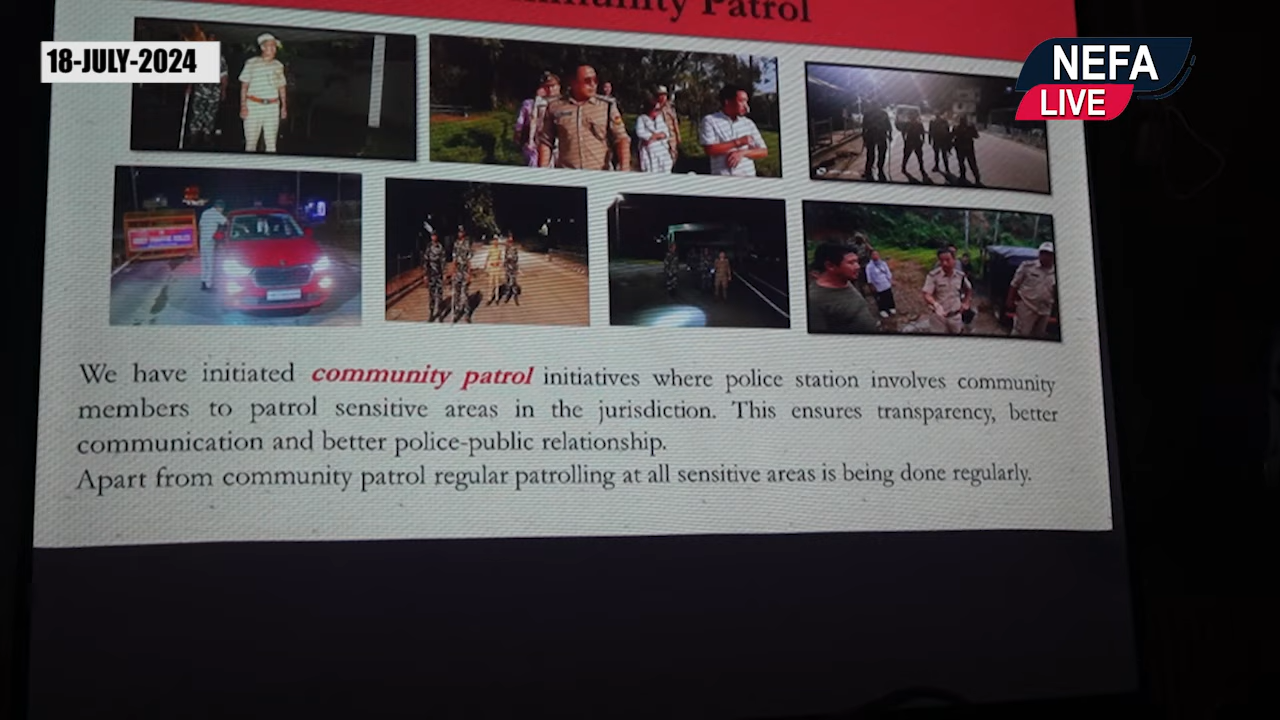 Community Patrol
18-JULY-2024
NEFA
LIVE
We have initiated community patrol initiatives where police station involves community
members to patrol sensitive areas in the jurisdiction. This ensures transparency, better
communication and better police-public relationship.
Apart from community patrol regular patrolling at all sensitive areas is being done regularly.